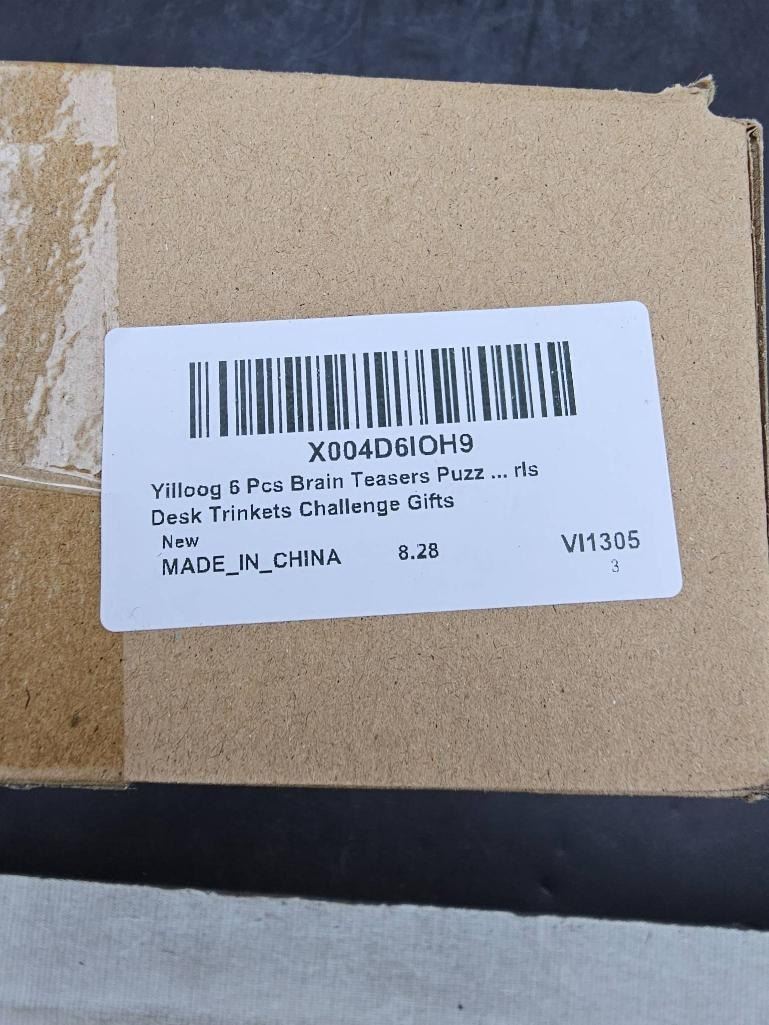 X004D6IOH9
Yilloog 6 Pcs Brain Teasers Puzz ... rls
Desk Trinkets Challenge Gifts
New
MADE_IN_CHINA 8.28 VI1305
3